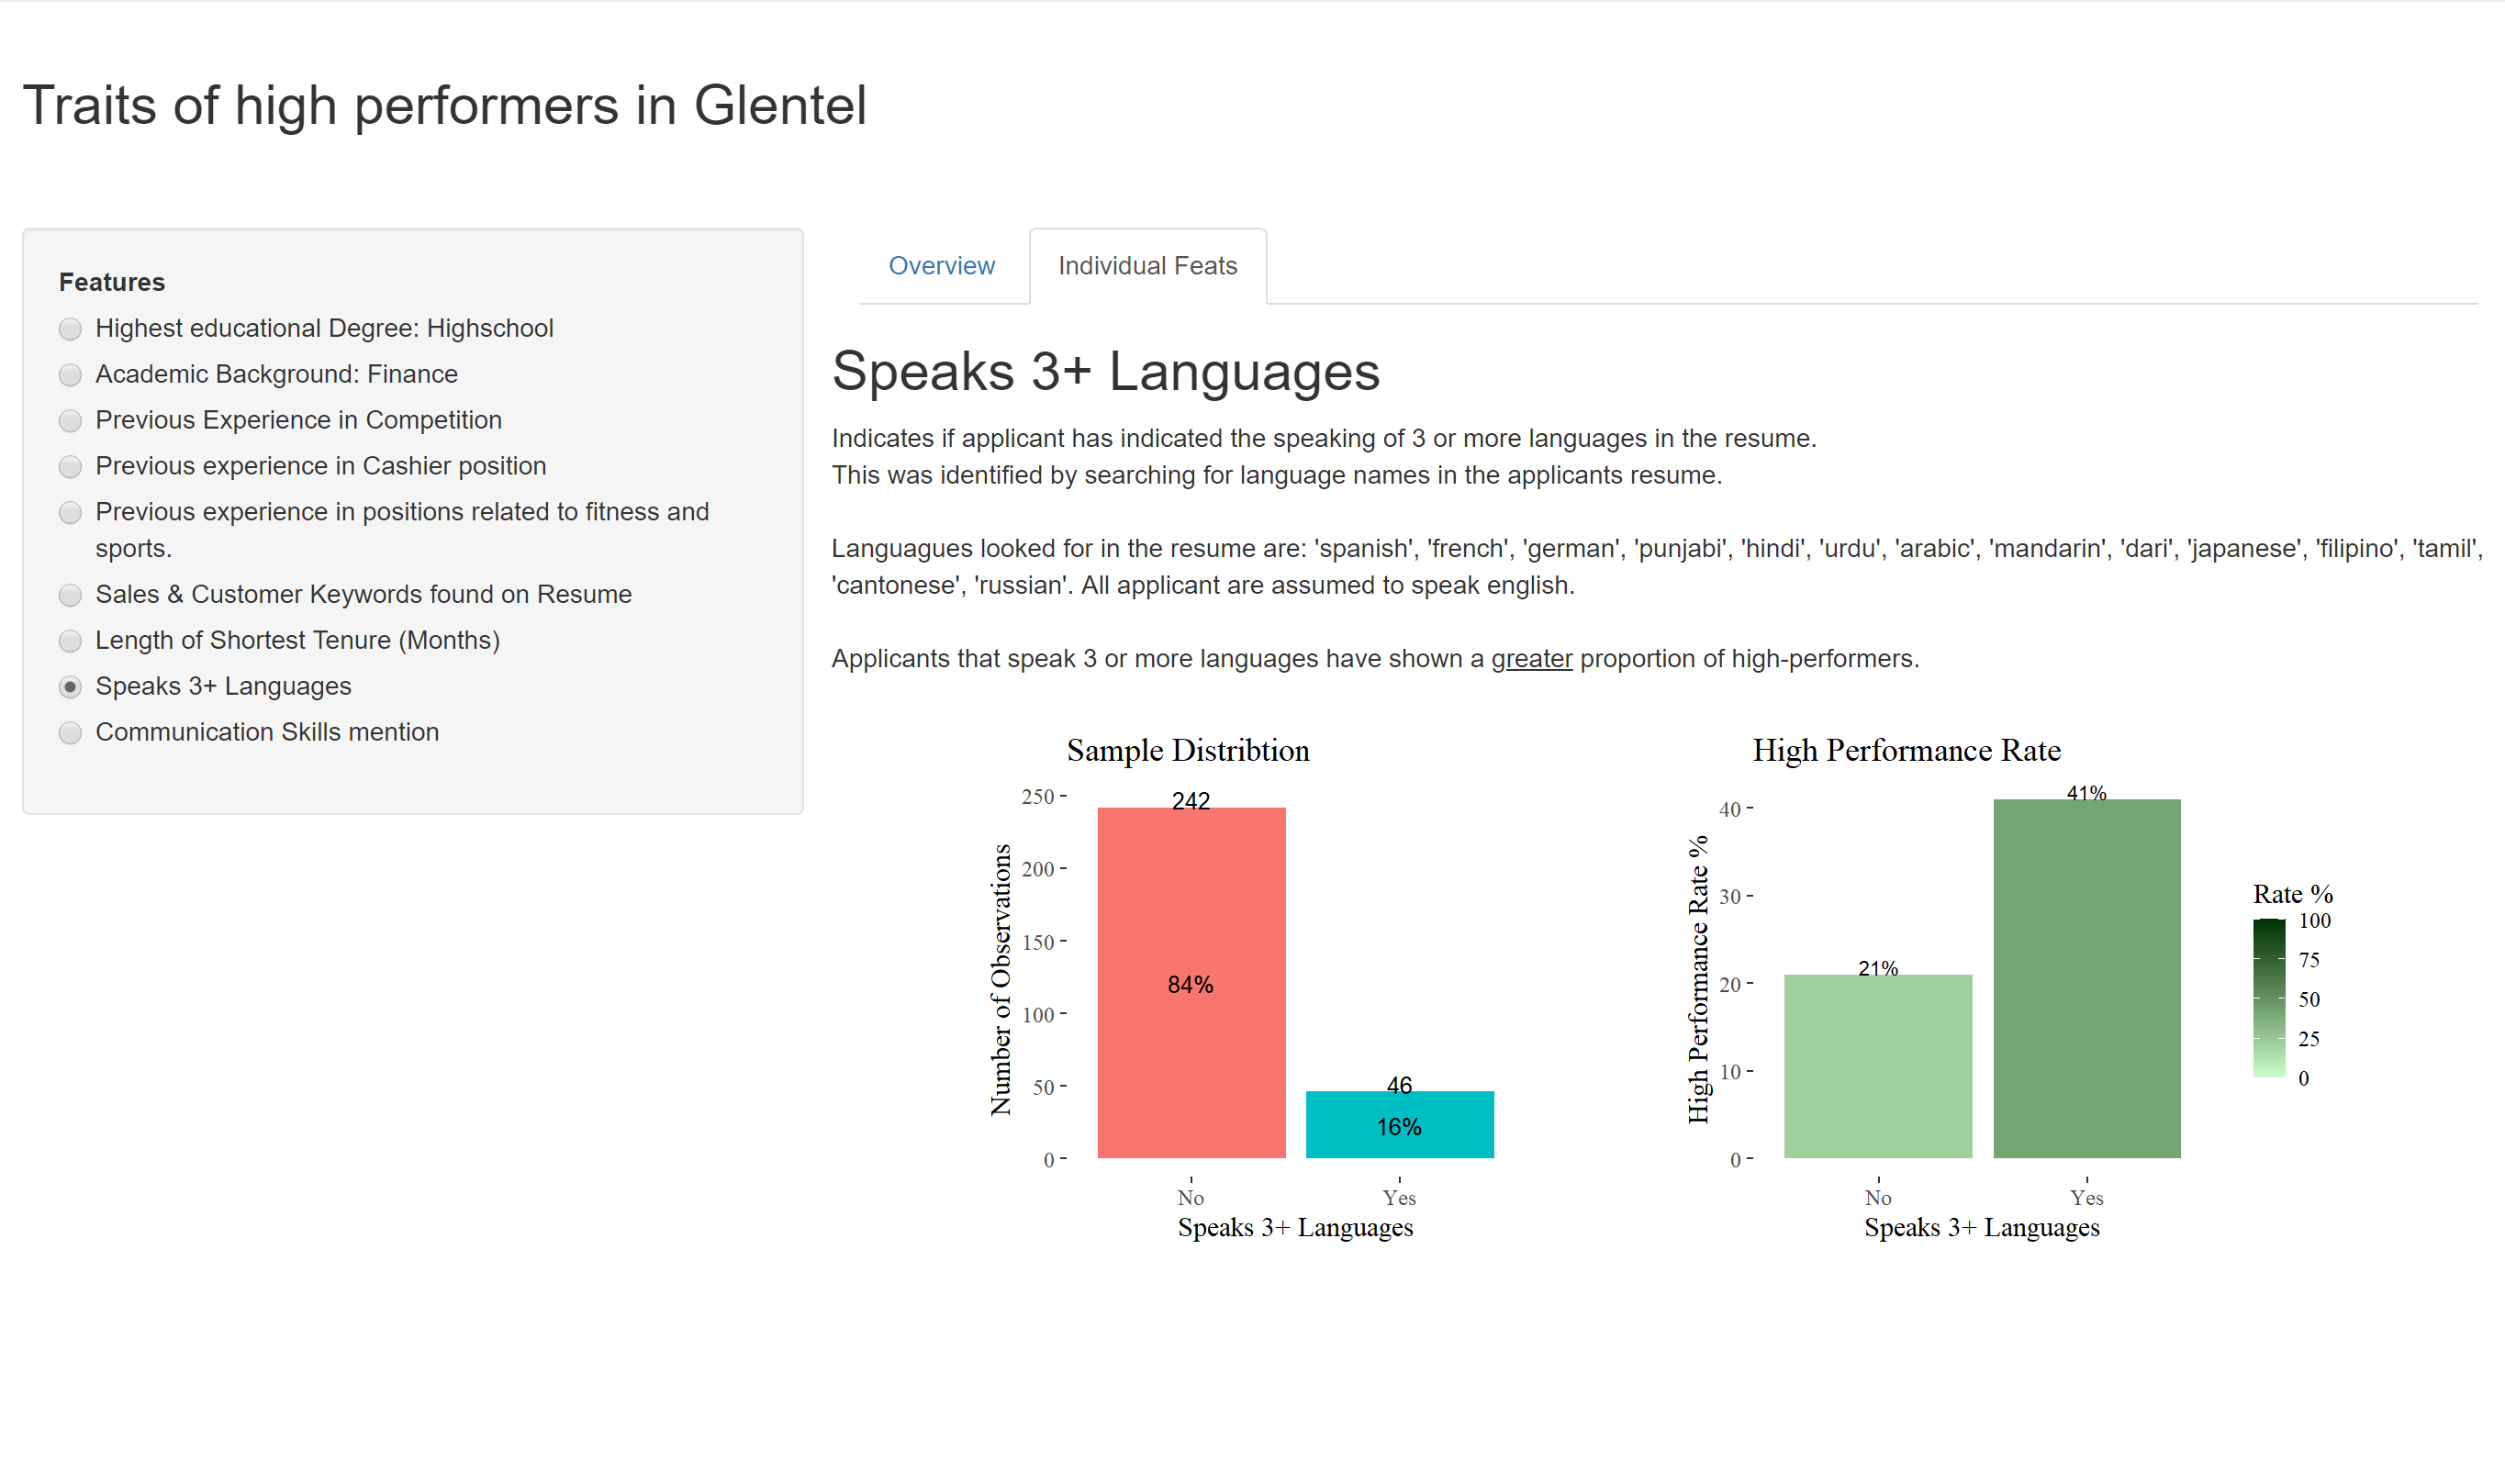 Traits of high performers in Glentel
Features
Highest educational Degree: Highschool
Academic Background: Finance
Previous Experience in Competition
Previous experience in Cashier position
Previous experience in positions related to fitness and
sports.
Sales & Customer Keywords found on Resume
Length of Shortest Tenure (Months)
Speaks 3+ Languages
Communication Skills mention
Overview
Individual Feats
Speaks 3+ Languages
Indicates if applicant has indicated the speaking of 3 or more languages in the resume.
This was identified by searching for language names in the applicants resume.
Languagues looked for in the resume are: 'spanish', 'french', 'german', 'punjabi', 'hindi', 'urdu', 'arabic', 'mandarin', 'dari', 'japanese', 'filipino', 'tamil',
'cantonese', 'russian'. All applicant are assumed to speak english.
Applicants that speak 3 or more languages have shown a greater proportion of high-performers.
Sample Distribtion
Number of Observations
250
200
150
100
50
0
242
84%
46
16%
No
Yes
Speaks 3+ Languages
High Performance Rate
High Performance Rate %
40
30
20
10
0
21%
41%
No
Yes
Speaks 3+ Languages
Rate %
100
75
50
25
0